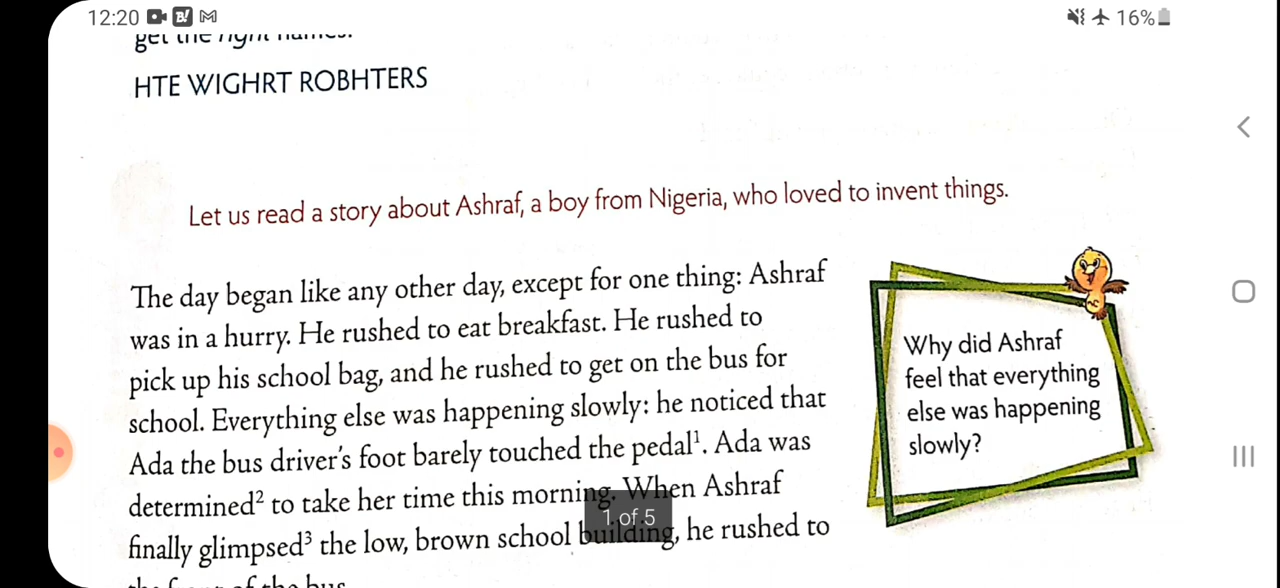 12:20
16%
HTE WIGHRT ROBHTERS
Let us read a story about Ashraf, a boy from Nigeria, who loved to invent things.
The day began like any other day, except for one thing: Ashraf
was in a hurry. He rushed to eat breakfast. He rushed to
pick up his school bag, and he rushed to get on the bus for
school. Everything else was happening slowly: he noticed that
Ada the bus driver's foot barely touched the pedal¹. Ada was
determined² to take her time this morning. When Ashraf
finally glimpsed³ the low, brown school building, he rushed to
Why did Ashraf
feel that everything
else was happening
slowly?
1 of 5